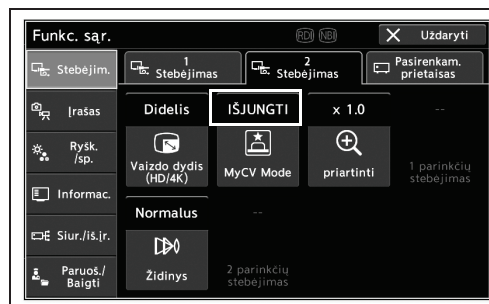 Funkc. sąr.
RDI NBI
Uždaryti
Stebėjim.
1
Stebėjimas
2
Stebėjimas
Pasirenkam.
prietaisas
Įrašas
Ryšk.
/sp.
Informac.
Siur./iš.įr.
Paruoš./
Baigti
Didelis
Vaizdo dydis
(HD/4K)
IŠJUNGTI
MyCV Mode
x 1.0
priartinti
--
1 parinkčių
stebėjimas
Normalus
Židinys
--
2 parinkčių
stebėjimas